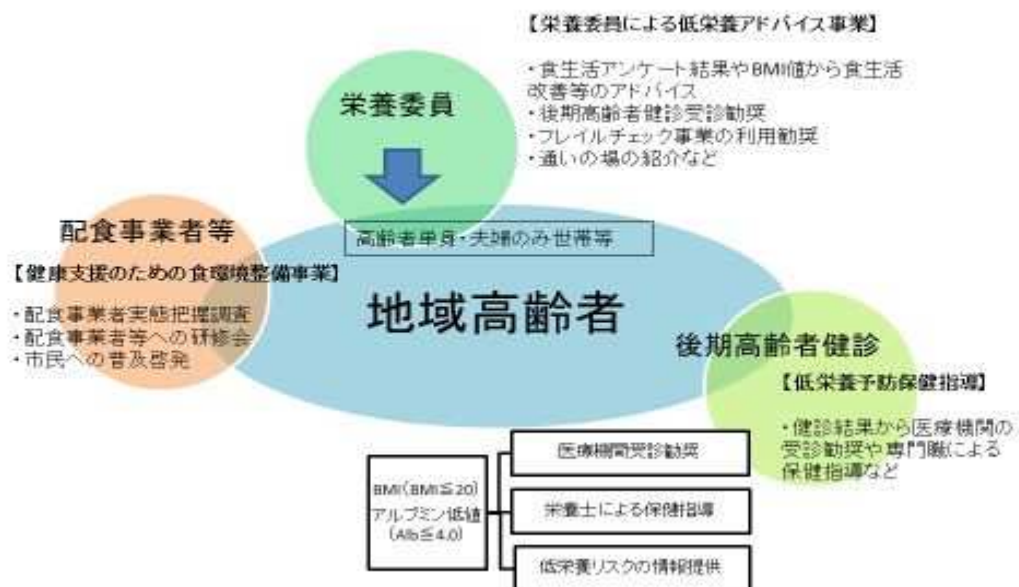 【栄養委員による低栄養アドバイス事業】
・食生活アンケート結果やBMI値から食生活
改善等のアドバイス
・後期高齢者健診受診勧奨
・フレイルチェック事業の利用勧奨
・通いの場の紹介など
栄養委員
配食事業者等
【健康支援のための食環境整備事業】
・配食事業者実態把握調査
・配食事業者等への研修会
・市民への普及啓発
高齢者単身・夫婦のみ世帯等
地域高齢者
後期高齢者健診
【低栄養予防保健指導】
・健診結果から医療機関の
受診勧奨や専門職による
保健指導など
BMI(BMI≦20)
アルブミン低値
(Alb≦4.0)
医療機関受診勧奨
栄養士による保健指導
低栄養リスクの情報提供